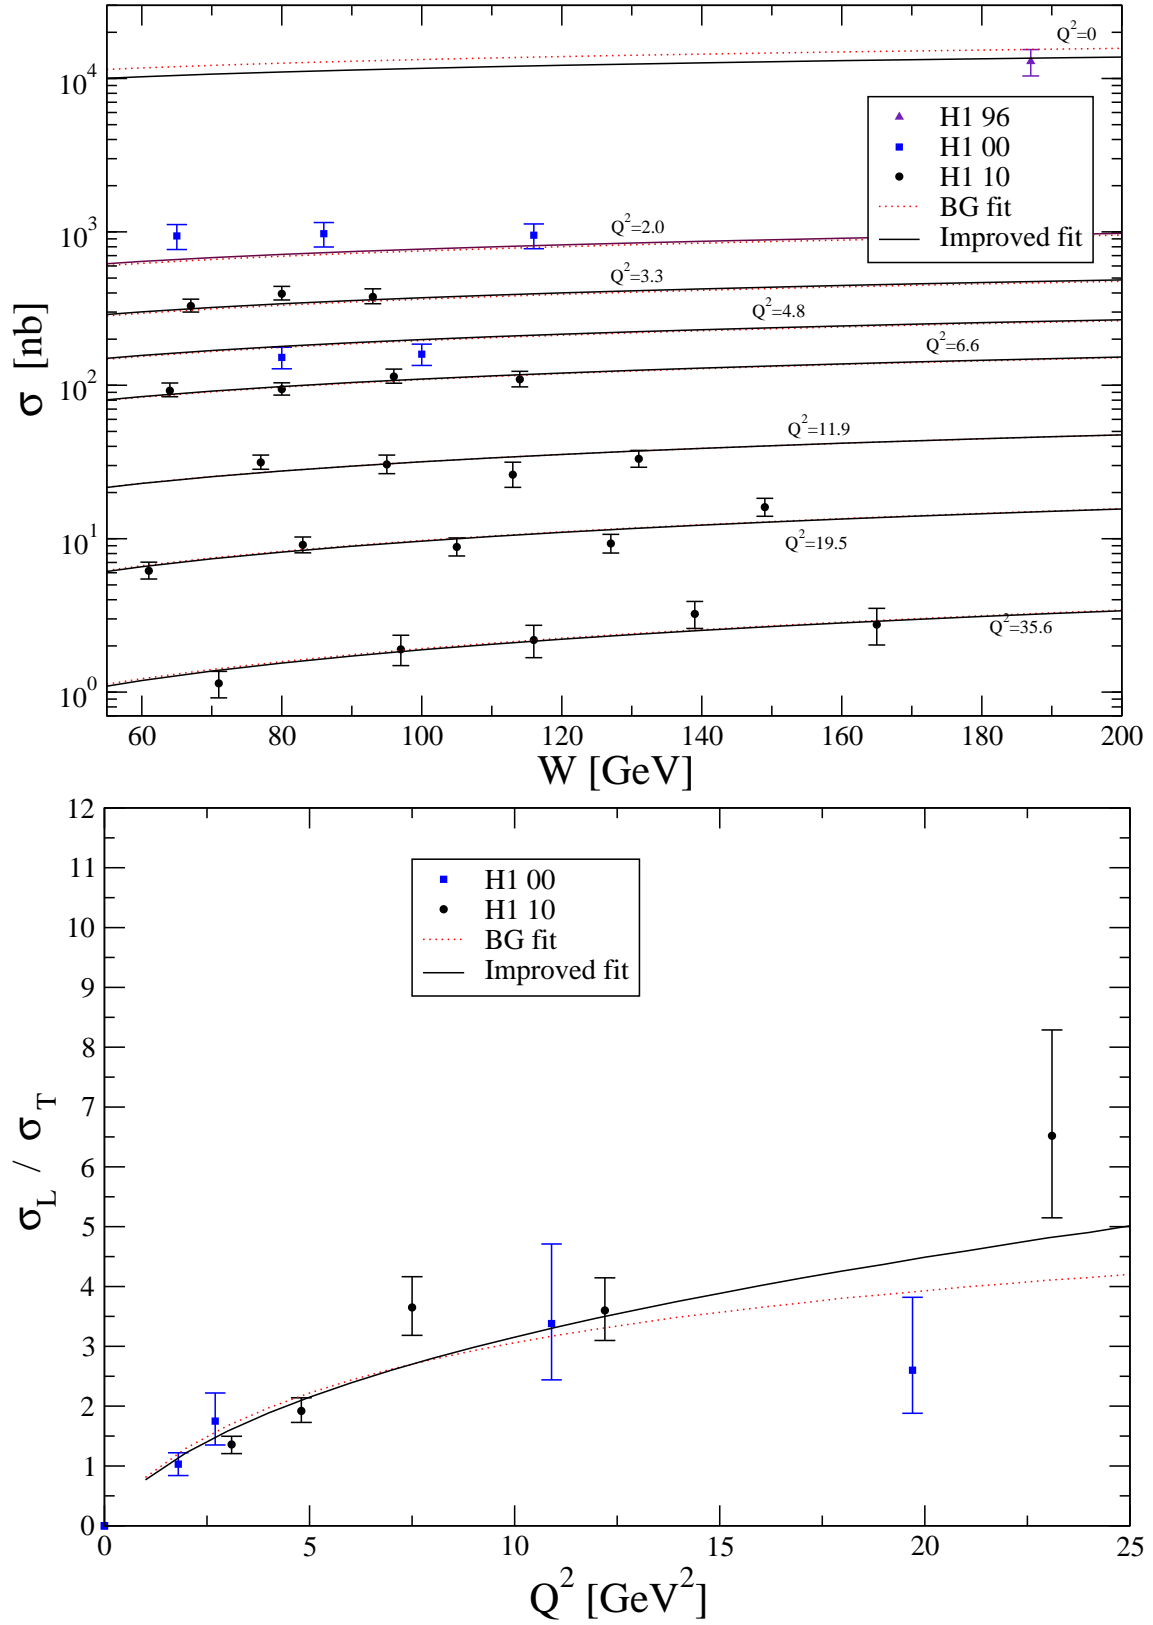 Q²=0
10⁴
H1 96
H1 00
H1 10
BG fit
Improved fit
Q²=2.0
10³
Q²=3.3
Q²=4.8
Q²=6.6
σ [nb]
10²
Q²=11.9
10¹
Q²=19.5
Q²=35.6
10⁰
60 80 100 120 140 160 180 200
W [GeV]
12
11
10
9
8
7
6
5
4
3
2
1
0
H1 00
H1 10
BG fit
Improved fit
σ_L / σ_T
0 5 10 15 20 25
Q² [GeV²]